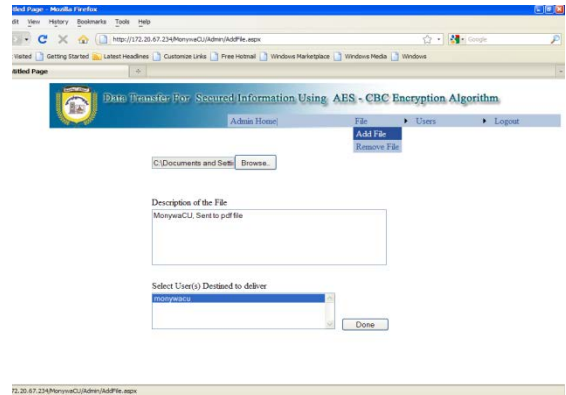 titled Page - Mozilla Firefox
dit View History Bookmarks Tools Help
http://172.20.67.234/MonywaCU/Admin/AddFile.aspx
Google
Visited Getting Started Latest Headlines Customize Links Free Hotmail Windows Marketplace Windows Media Windows
ntitled Page
Data Transfer For Secured Information Using AES - CBC Encryption Algorithm
Admin Home| File Users Logout
Add File
Remove File
C:\Documents and Setti Browse..
Description of the File
MonywaCU, Sent to pdf file
Select User(s) Destined to deliver
monywacu
Done
72.20.67.234/MonywaCU/Admin/AddFile.aspx